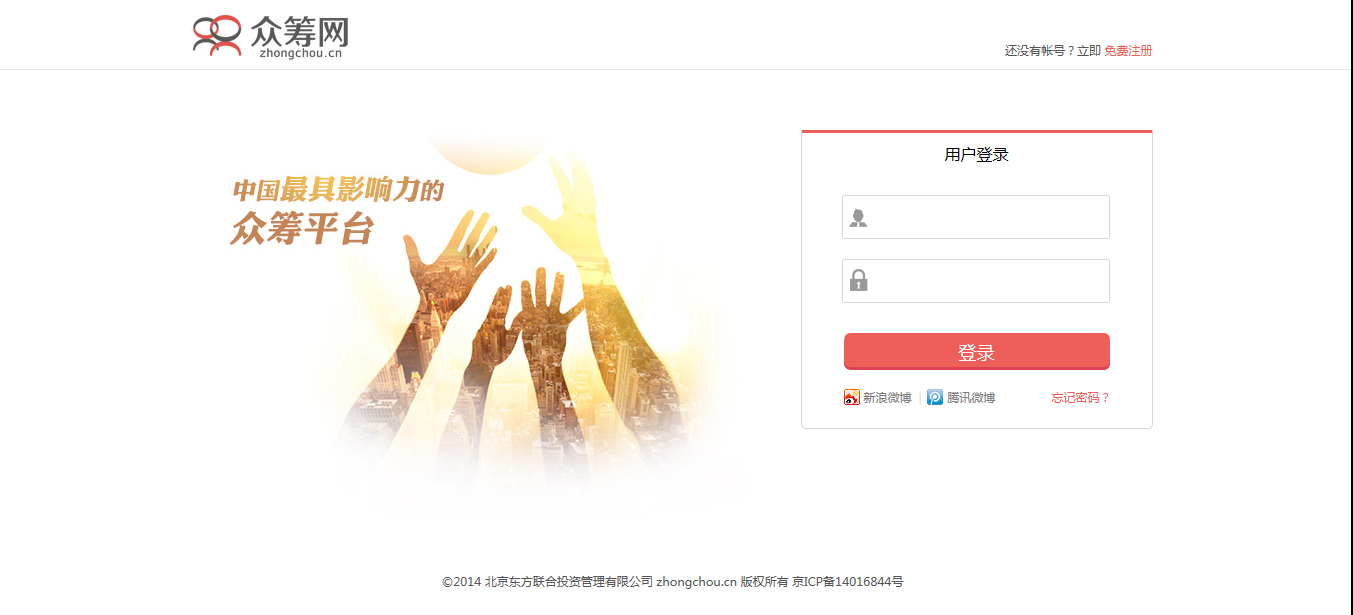 众筹网
zhongchou.cn
还没有帐号？立即 免费注册
中国最具影响力的
众筹平台
用户登录
登录
新浪微博 | 腾讯微博 忘记密码？
©2014 北京东方联合投资管理有限公司 zhongchou.cn 版权所有 京ICP备14016844号